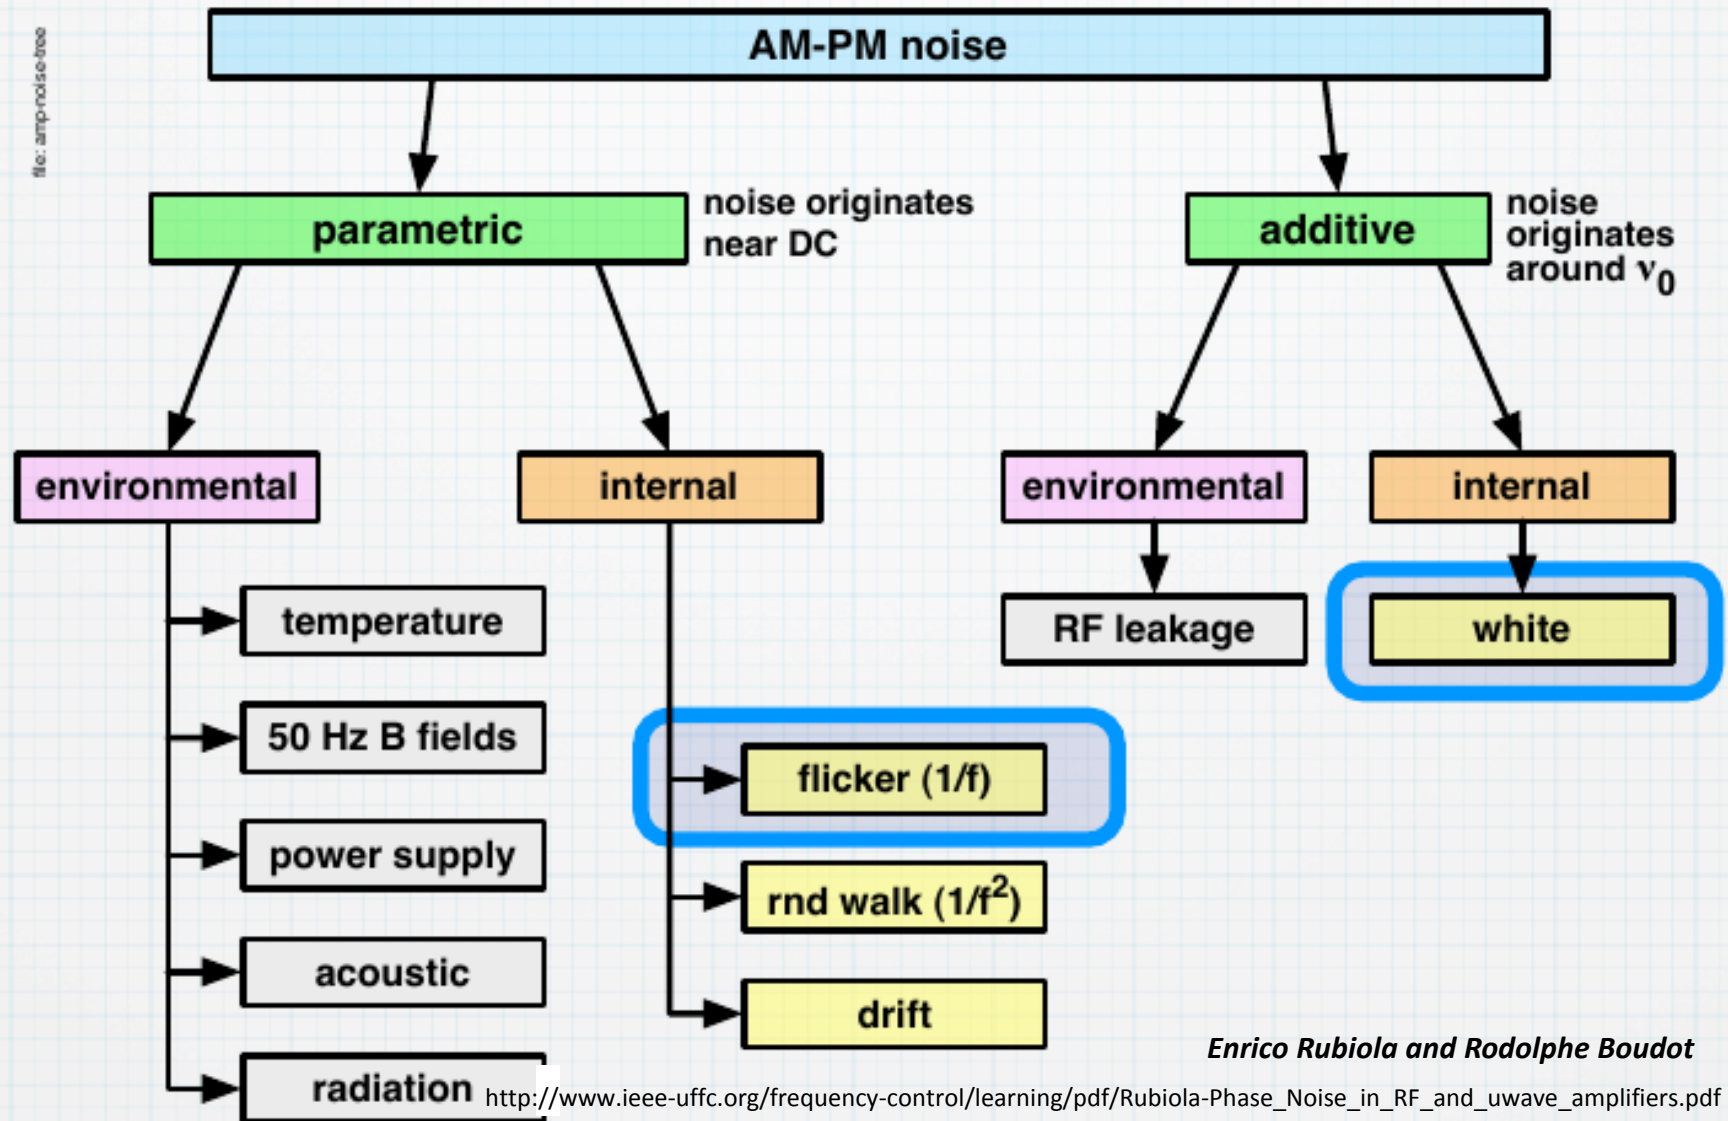 file: amp-noise-tree
AM-PM noise
parametric
noise originates
near DC
additive
noise
originates
around ν0
environmental
internal
environmental
internal
temperature
50 Hz B fields
power supply
acoustic
radiation
flicker (1/f)
rnd walk (1/f²)
drift
RF leakage
white
Enrico Rubiola and Rodolphe Boudot
http://www.ieee-uffc.org/frequency-control/learning/pdf/Rubiola-Phase_Noise_in_RF_and_uwave_amplifiers.pdf